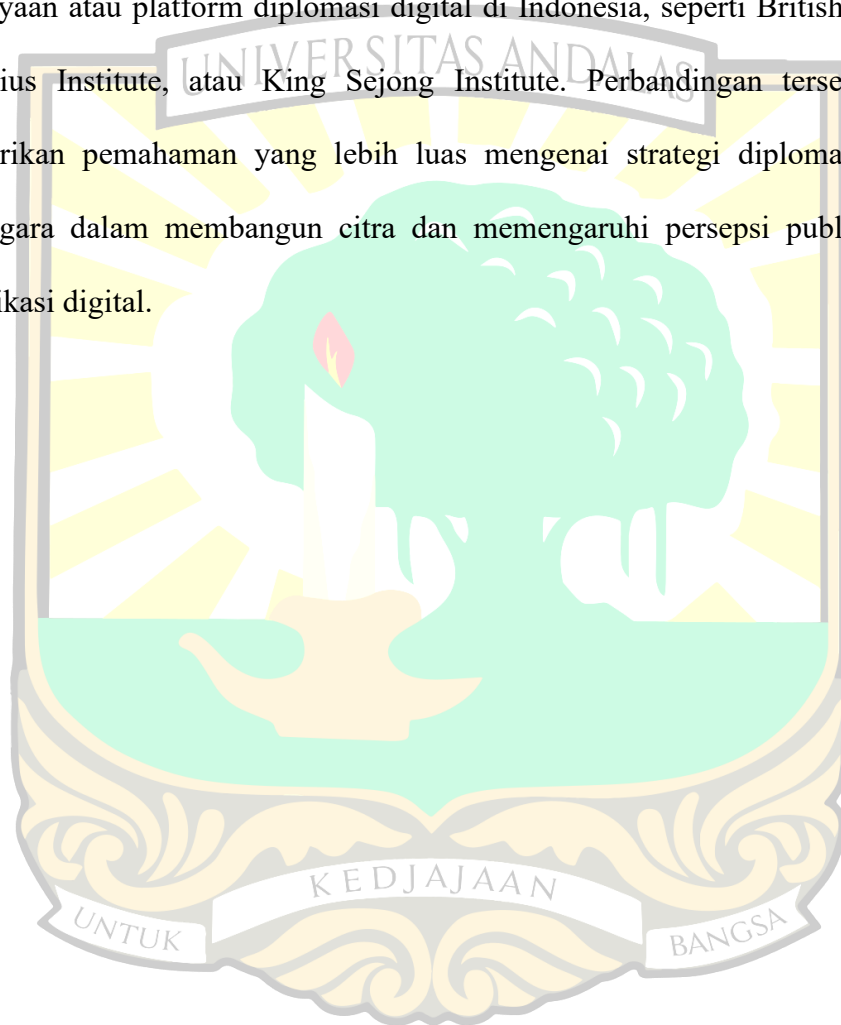 yaan atau platform diplomasi digital di Indonesia, seperti British
UNIVERSITAS ANDALAS
ius Institute, atau King Sejong Institute. Perbandingan terse
rikan pemahaman yang lebih luas mengenai strategi diploma
gara dalam membangun citra dan memengaruhi persepsi publ
ikasi digital.
KEDJAJAAN
UNTUK
BANGSA